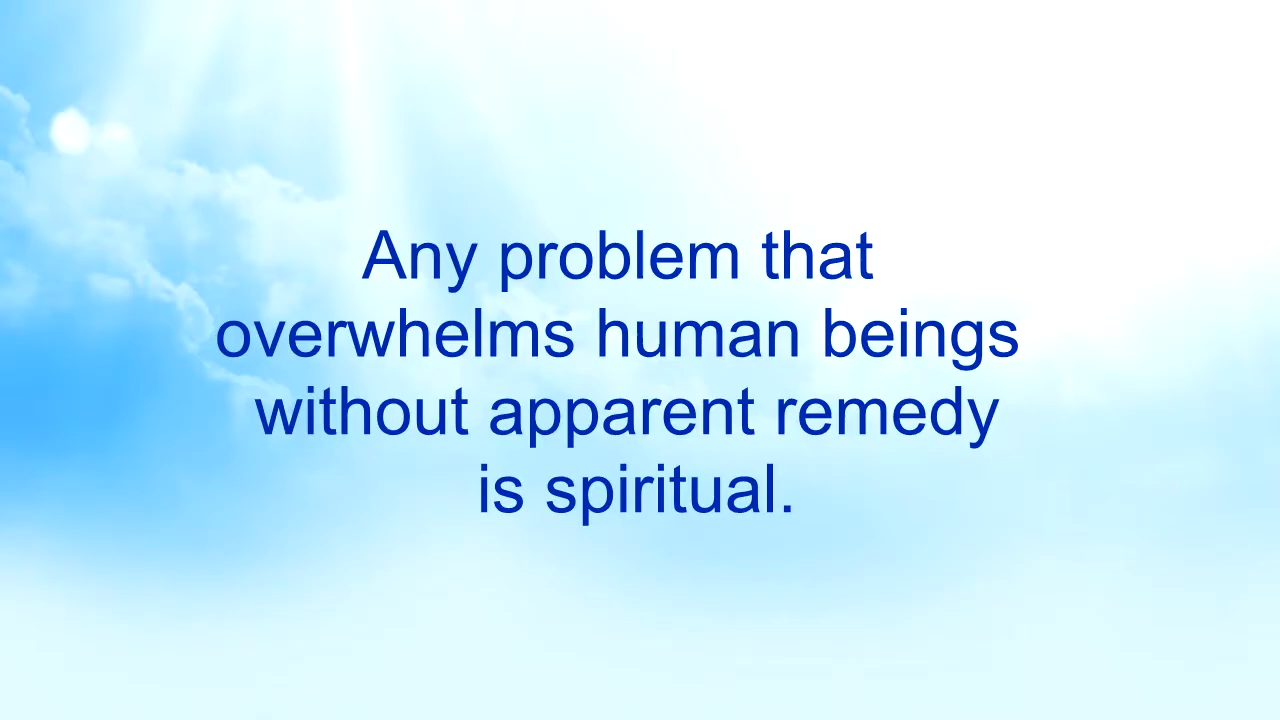 Any problem that
overwhelms human beings
without apparent remedy
is spiritual.